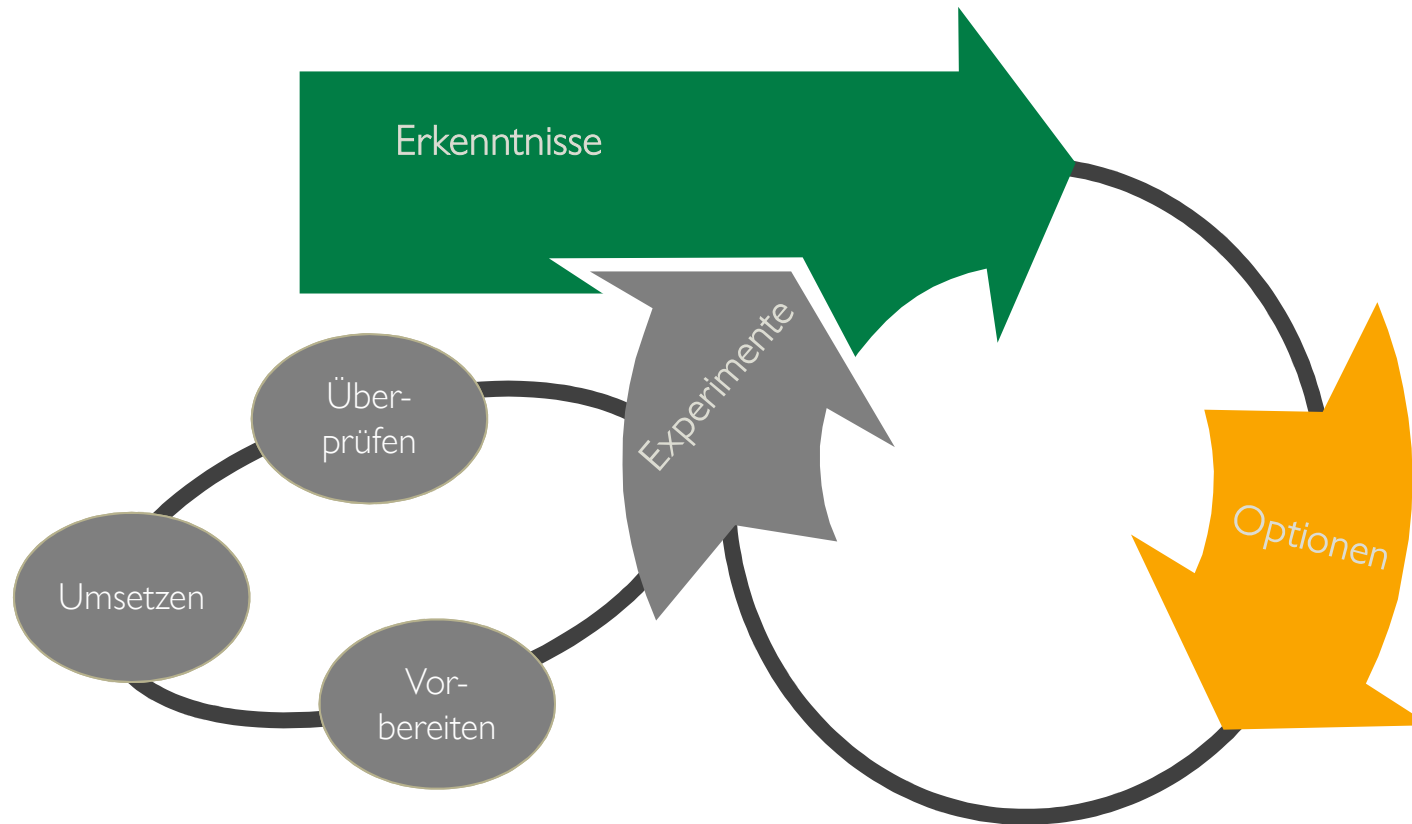 Erkenntnisse
Experimente
Über-
prüfen
Optionen
Umsetzen
Vor-
bereiten